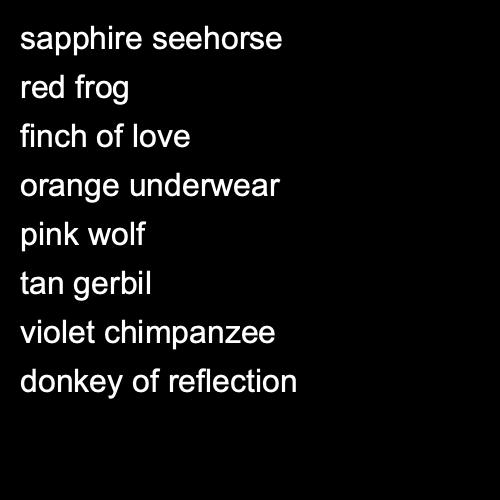 sapphire seehorse
red frog
finch of love
orange underwear
pink wolf
tan gerbil
violet chimpanzee
donkey of reflection